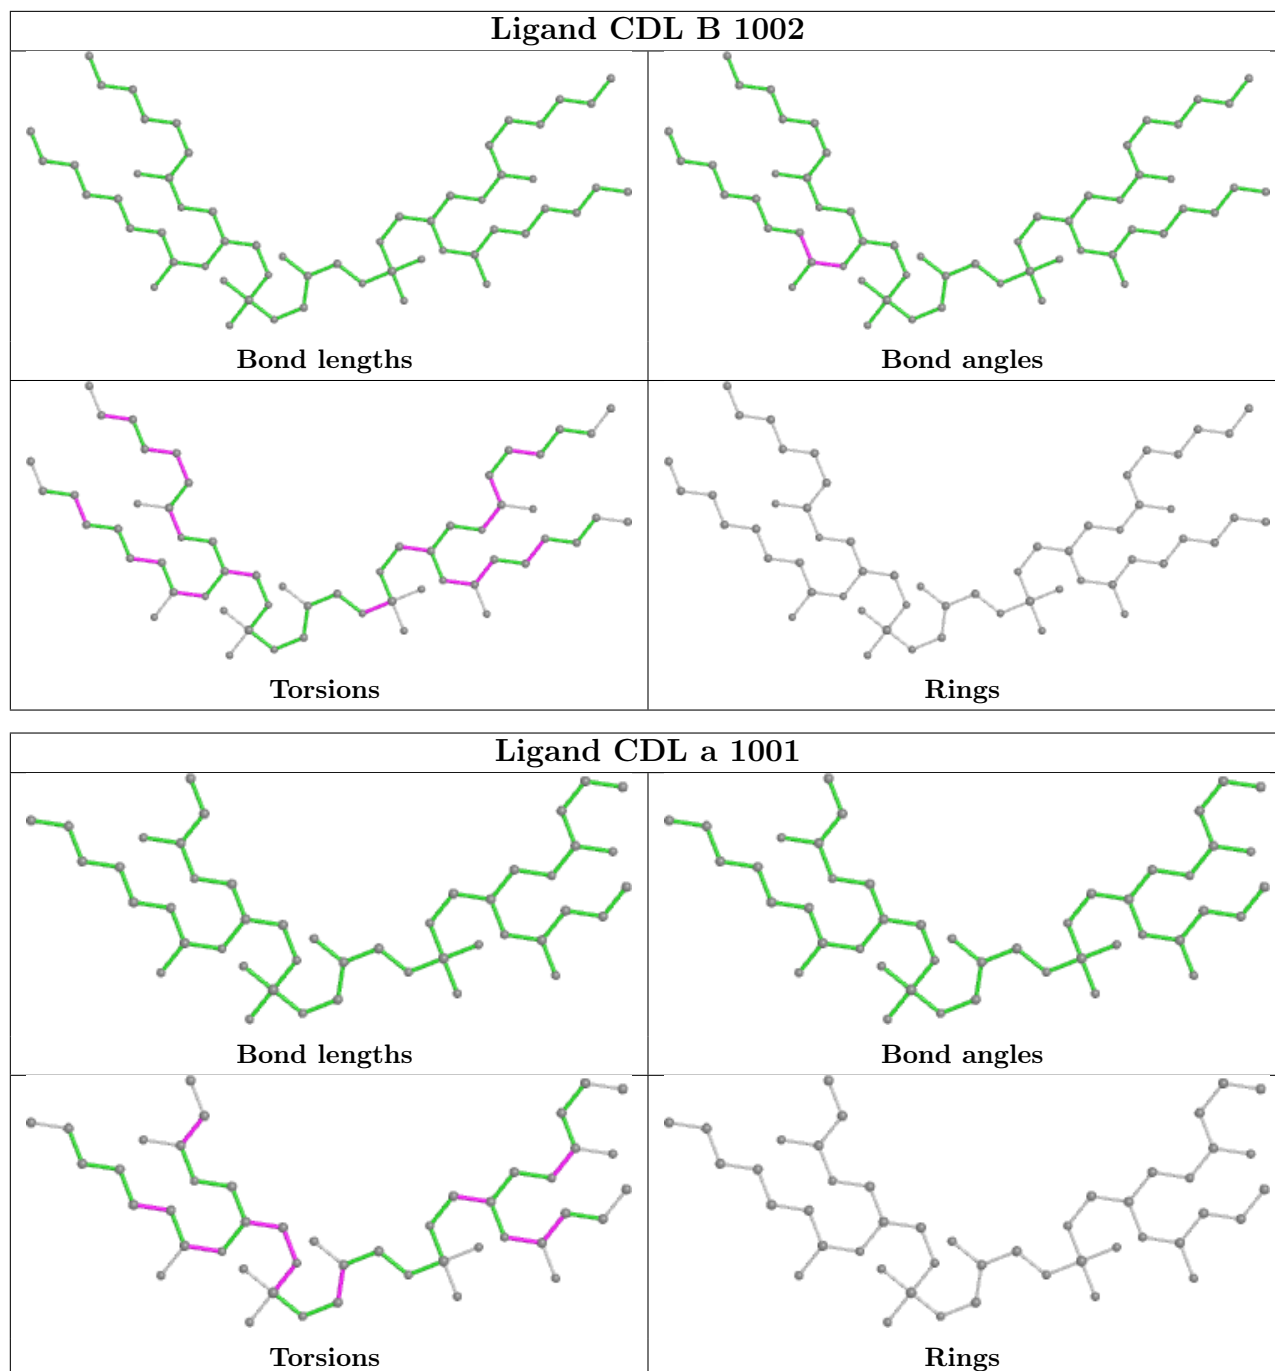 Ligand CDL B 1002
Bond lengths
Bond angles
Torsions
Rings
Ligand CDL a 1001
Bond lengths
Bond angles
Torsions
Rings